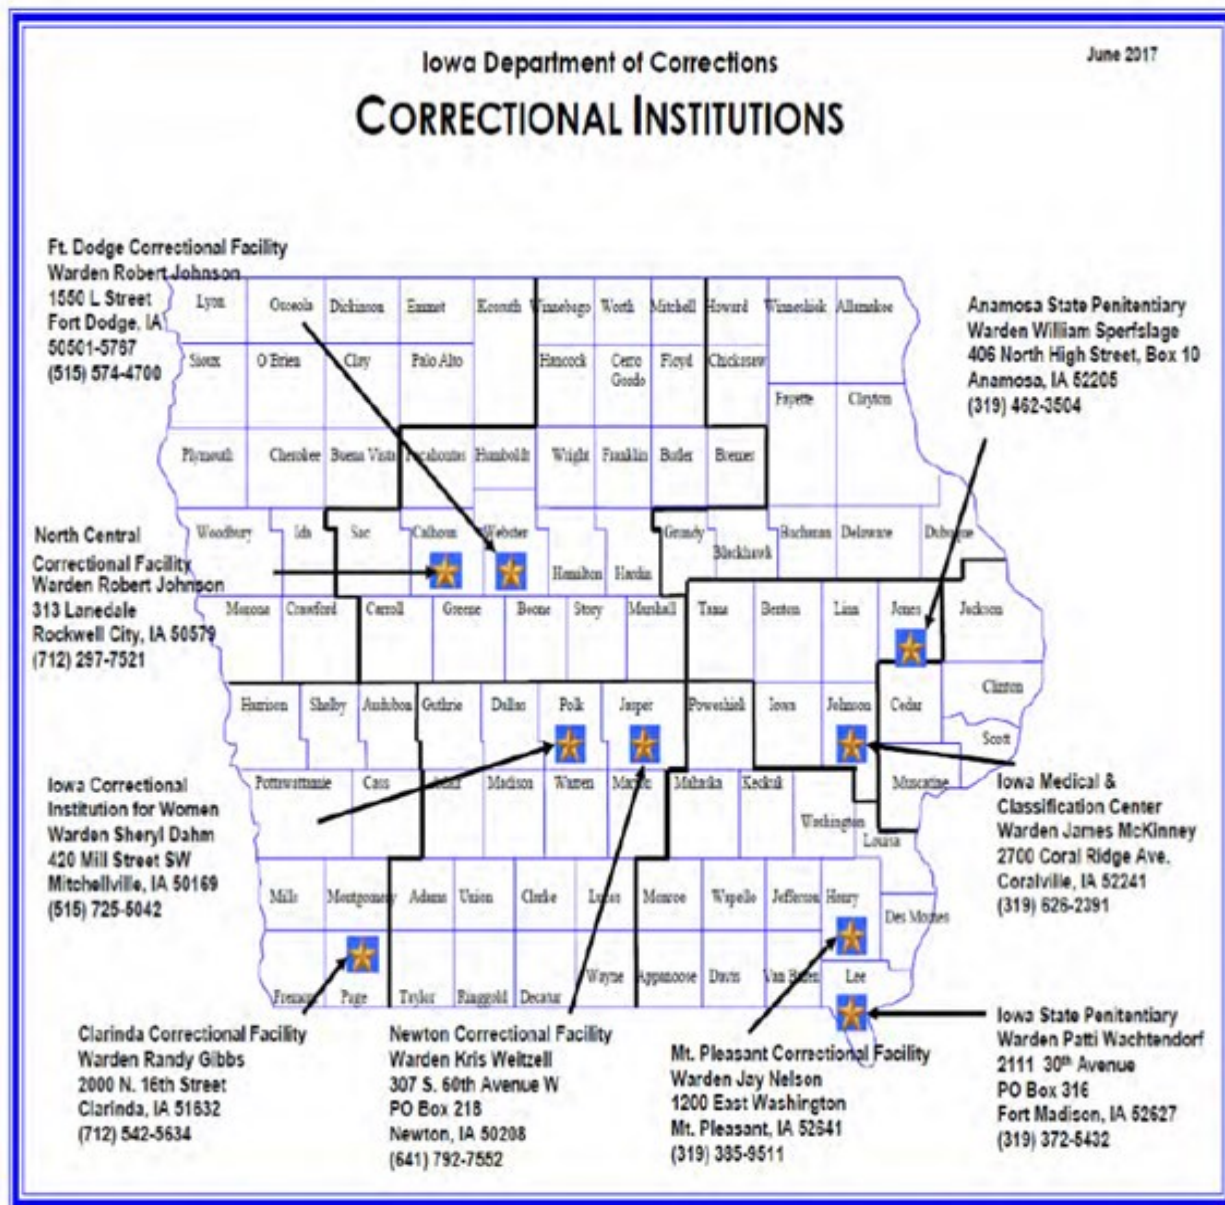 Iowa Department of Corrections
June 2017
CORRECTIONAL INSTITUTIONS
Ft. Dodge Correctional Facility
Warden Robert Johnson
1550 L Street
Fort Dodge, IA
50501-5767
(515) 574-4700
Anamosa State Penitentiary
Warden William Sperfslage
406 North High Street, Box 10
Anamosa, IA 52205
(319) 462-3504
Lyon Osceola Dickinson Emmet Kossuth Winnebago Worth Mitchell Howard Winneshiek Allamakee
Sioux O'Brien Clay Palo Alto Hancock Cerro Gordo Floyd Chickasaw
Fayette Clayton
Plymouth Cherokee Buena Vista Pocahontas Humboldt Wright Franklin Butler Bremer
Woodbury Ida Sac Calhoun Webster Hamilton Hardin Grundy Blackhawk Buchanan Delaware Dubuque
North Central
Correctional Facility
Warden Robert Johnson
313 Lanedale
Rockwell City, IA 50579
(712) 297-7521
Monona Crawford Carroll Greene Boone Story Marshall Tama Benton Linn Jones Jackson
Harrison Shelby Audubon Guthrie Dallas Polk Jasper Poweshiek Iowa Johnson Cedar Clinton
Scott
Pottawattamie Cass Adair Madison Warren Marion Mahaska Keokuk Washington Muscatine
Louisa
Iowa Correctional
Institution for Women
Warden Sheryl Dahm
420 Mill Street SW
Mitchellville, IA 50169
(515) 725-5042
Iowa Medical &
Classification Center
Warden James McKinney
2700 Coral Ridge Ave.
Coralville, IA 52241
(319) 626-2391
Mills Montgomery Adams Union Clarke Lucas Monroe Wapello Jefferson Henry Des Moines
Fremont Page Taylor Ringgold Decatur Wayne Appanoose Davis Van Buren Lee
Clarinda Correctional Facility
Warden Randy Gibbs
2000 N. 16th Street
Clarinda, IA 51632
(712) 542-5634
Newton Correctional Facility
Warden Kris Weitzell
307 S. 60th Avenue W
PO Box 218
Newton, IA 50208
(641) 792-7552
Mt. Pleasant Correctional Facility
Warden Jay Nelson
1200 East Washington
Mt. Pleasant, IA 52641
(319) 385-9511
Iowa State Penitentiary
Warden Patti Wachtendorf
2111 30th Avenue
PO Box 316
Fort Madison, IA 52627
(319) 372-5432